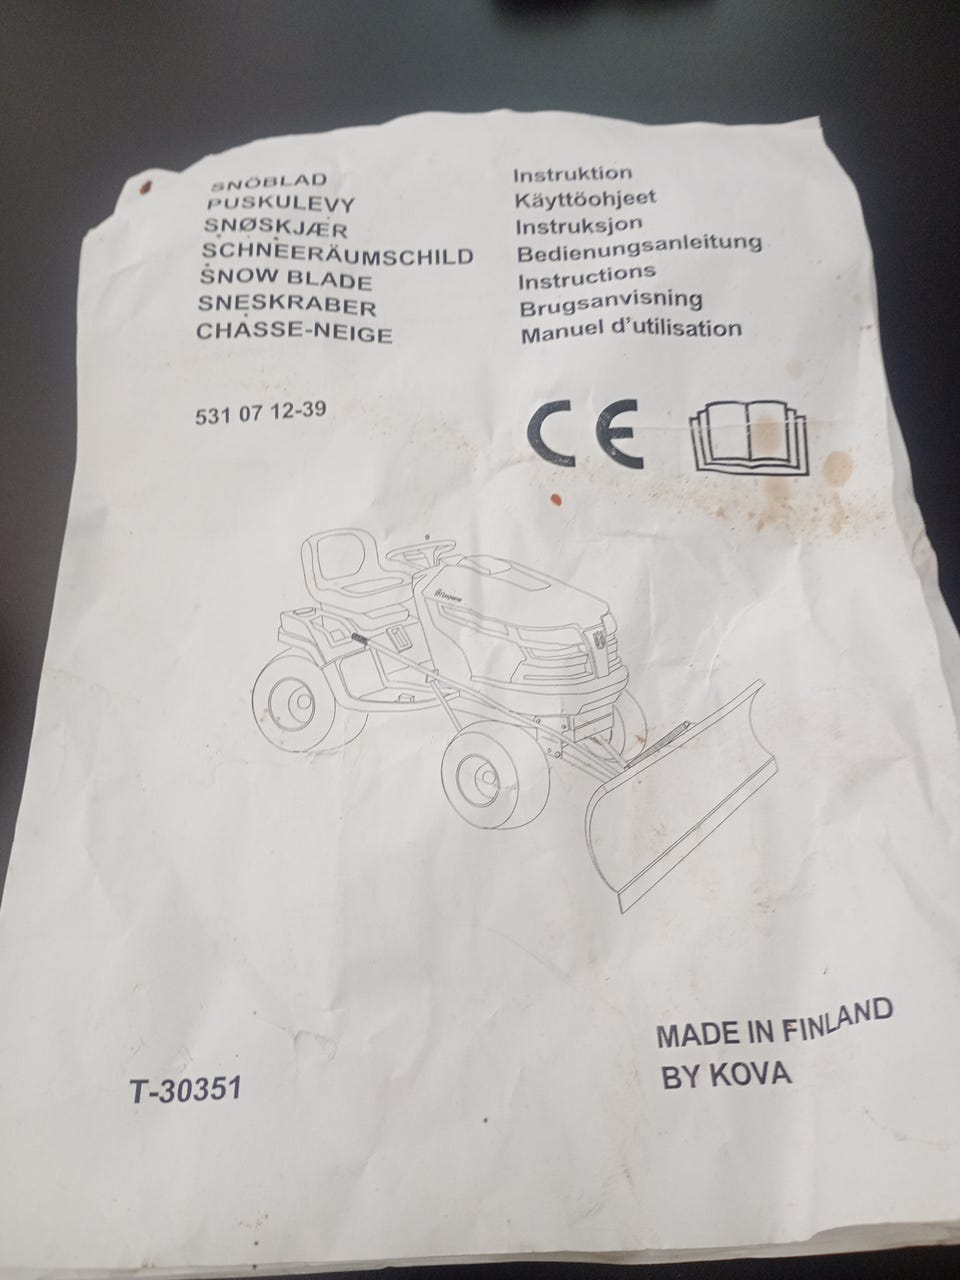 SNÖBLAD
PUSKULEVY
SNØSKJÆR
SCHNEERÄUMSCHILD
SNOW BLADE
SNESKRABER
CHASSE-NEIGE
Instruktion
Käyttöohjeet
Instruksjon
Bedienungsanleitung
Instructions
Brugsanvisning
Manuel d'utilisation
531 07 12-39
CE
Husqvarna
T-30351
MADE IN FINLAND
BY KOVA